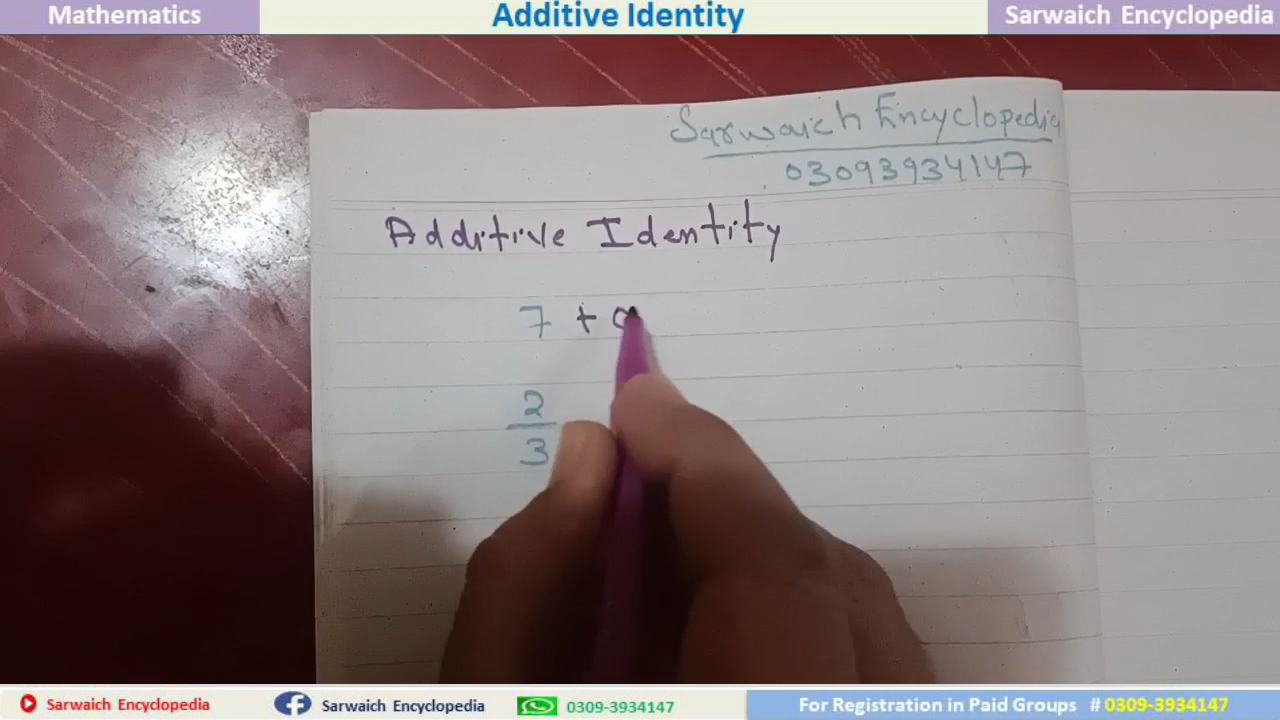 Mathematics
Additive Identity
Sarwaich Encyclopedia
Sarwaich Encyclopedia
03093934147
Additive Identity
7 + 0
2
3
Sarwaich Encyclopedia
Sarwaich Encyclopedia
0309-3934147
For Registration in Paid Groups # 0309-3934147